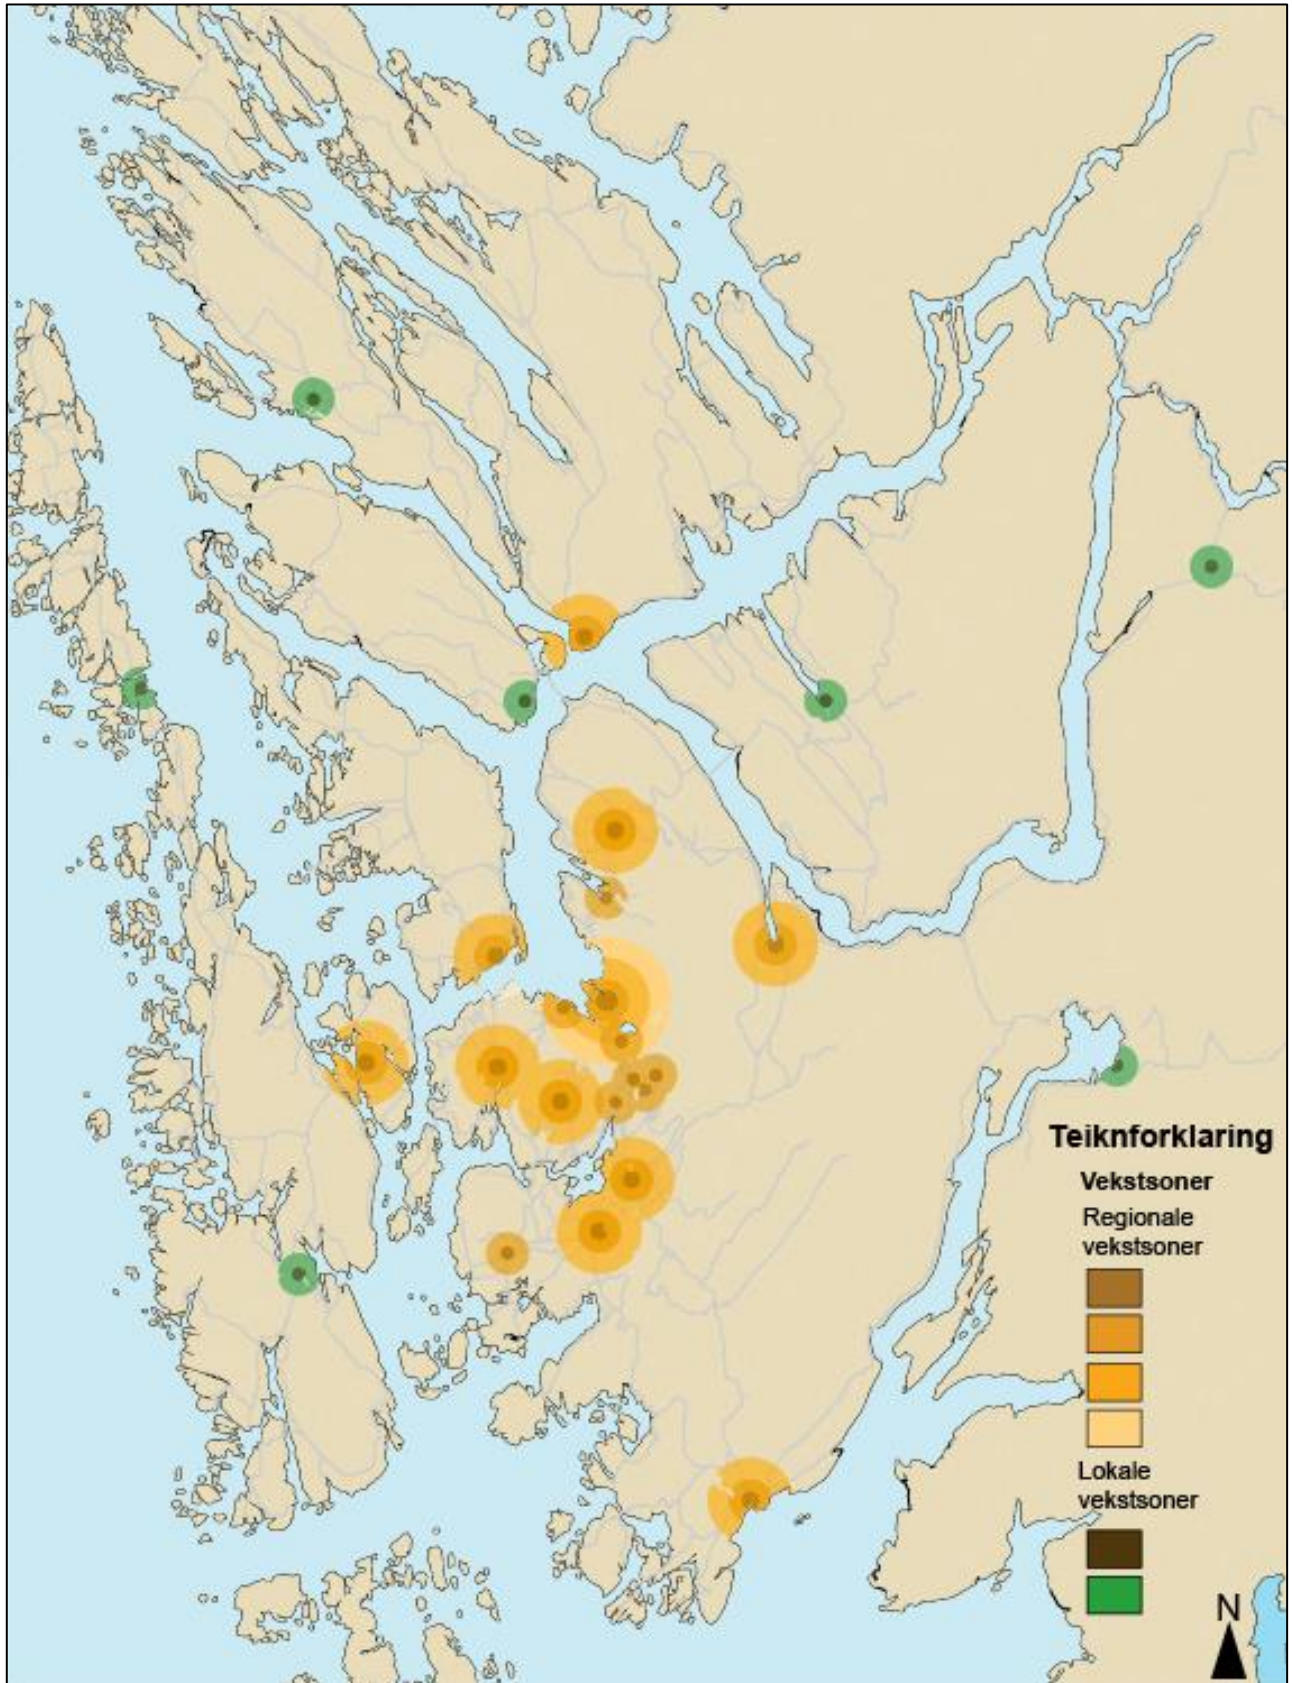 Teiknforklaring
Vekstsoner
Regionale
vekstsoner
Lokale
vekstsoner
N